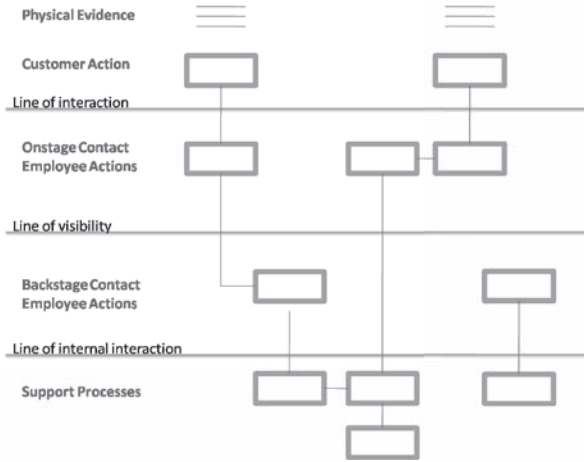 Physical Evidence
Customer Action
Line of interaction
Onstage Contact
Employee Actions
Line of visibility
Backstage Contact
Employee Actions
Line of internal interaction
Support Processes